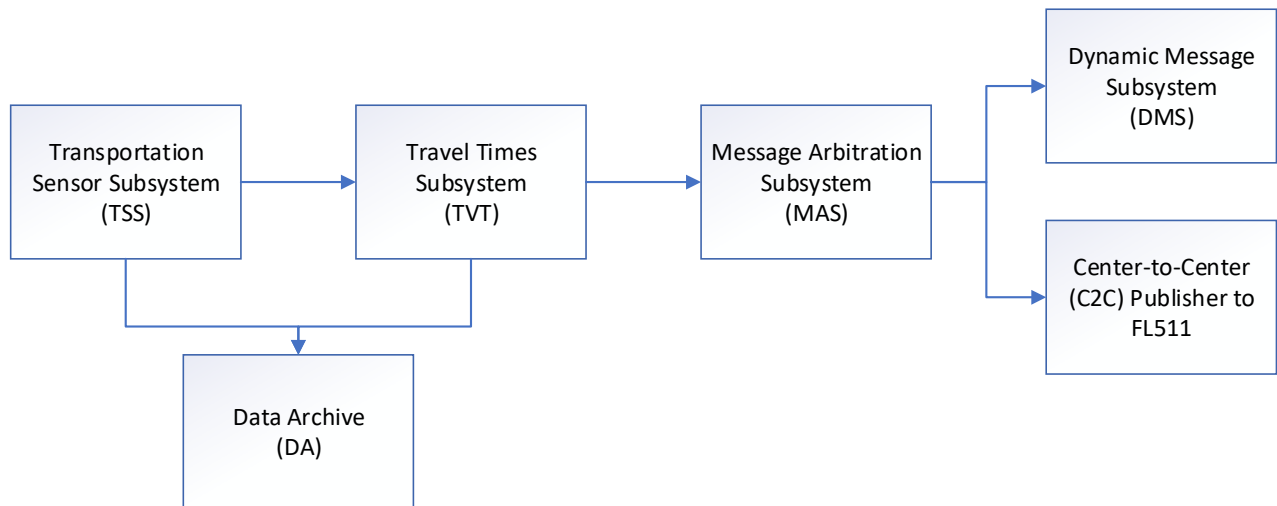 Transportation
Sensor Subsystem
(TSS)
Travel Times
Subsystem
(TVT)
Message Arbitration
Subsystem
(MAS)
Dynamic Message
Subsystem
(DMS)
Center-to-Center
(C2C) Publisher to
FL511
Data Archive
(DA)